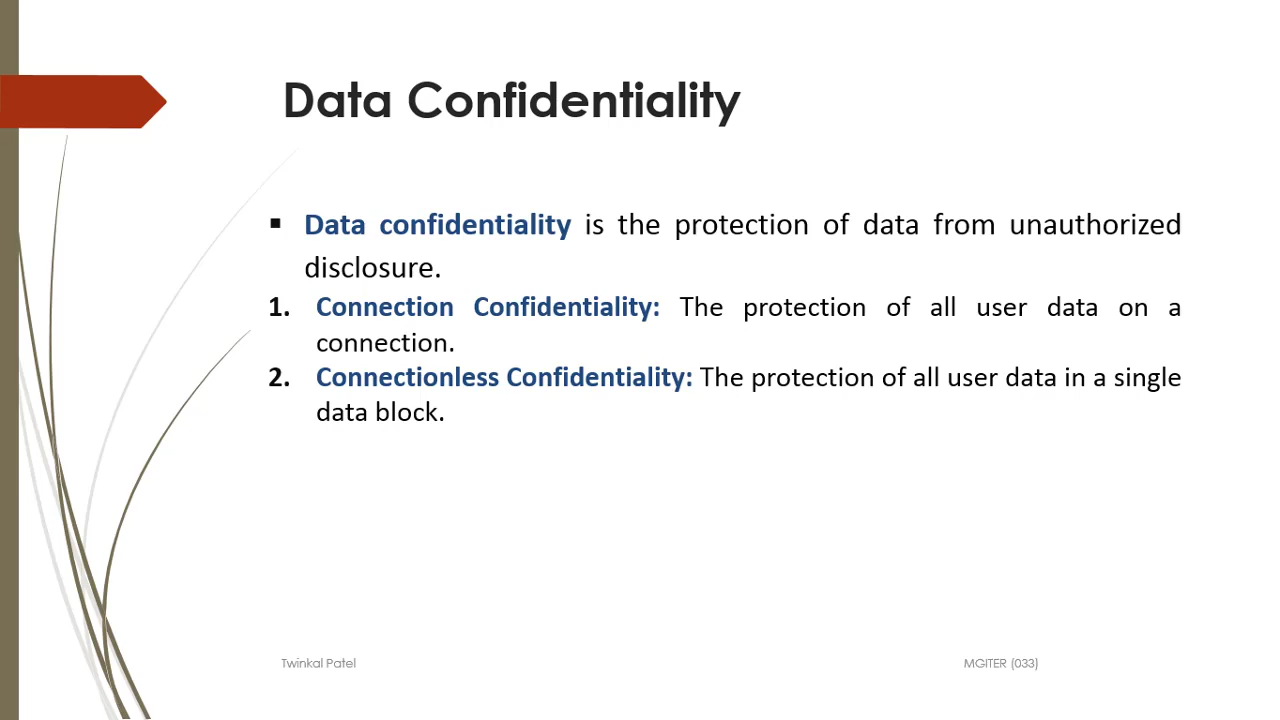 Data Confidentiality
▪ Data confidentiality is the protection of data from unauthorized
disclosure.
1. Connection Confidentiality: The protection of all user data on a
connection.
2. Connectionless Confidentiality: The protection of all user data in a single
data block.
Twinkal Patel
MGITER (033)